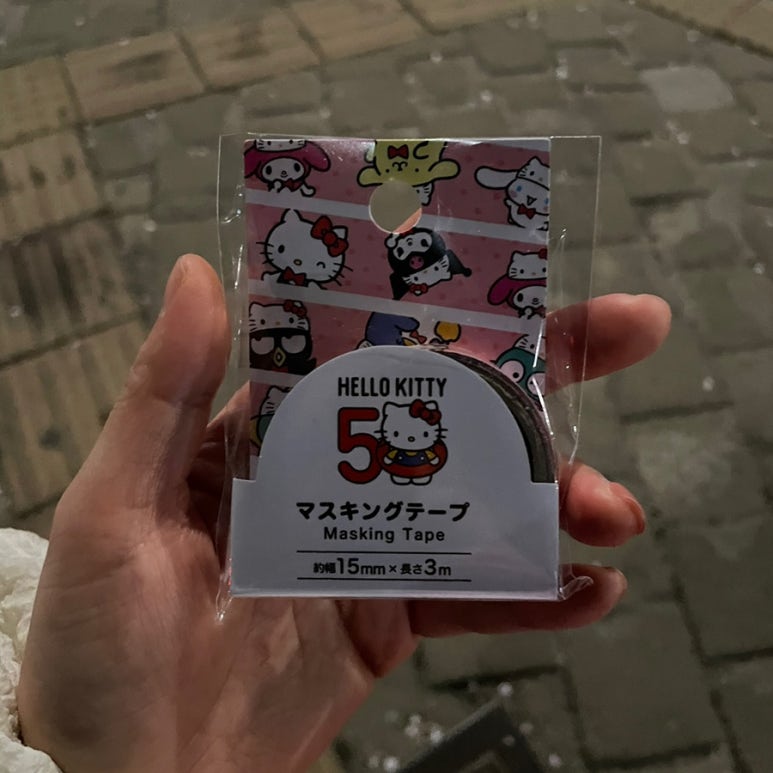 HELLO KITTY
50
マスキングテープ
Masking Tape
約幅15mm×長さ3m